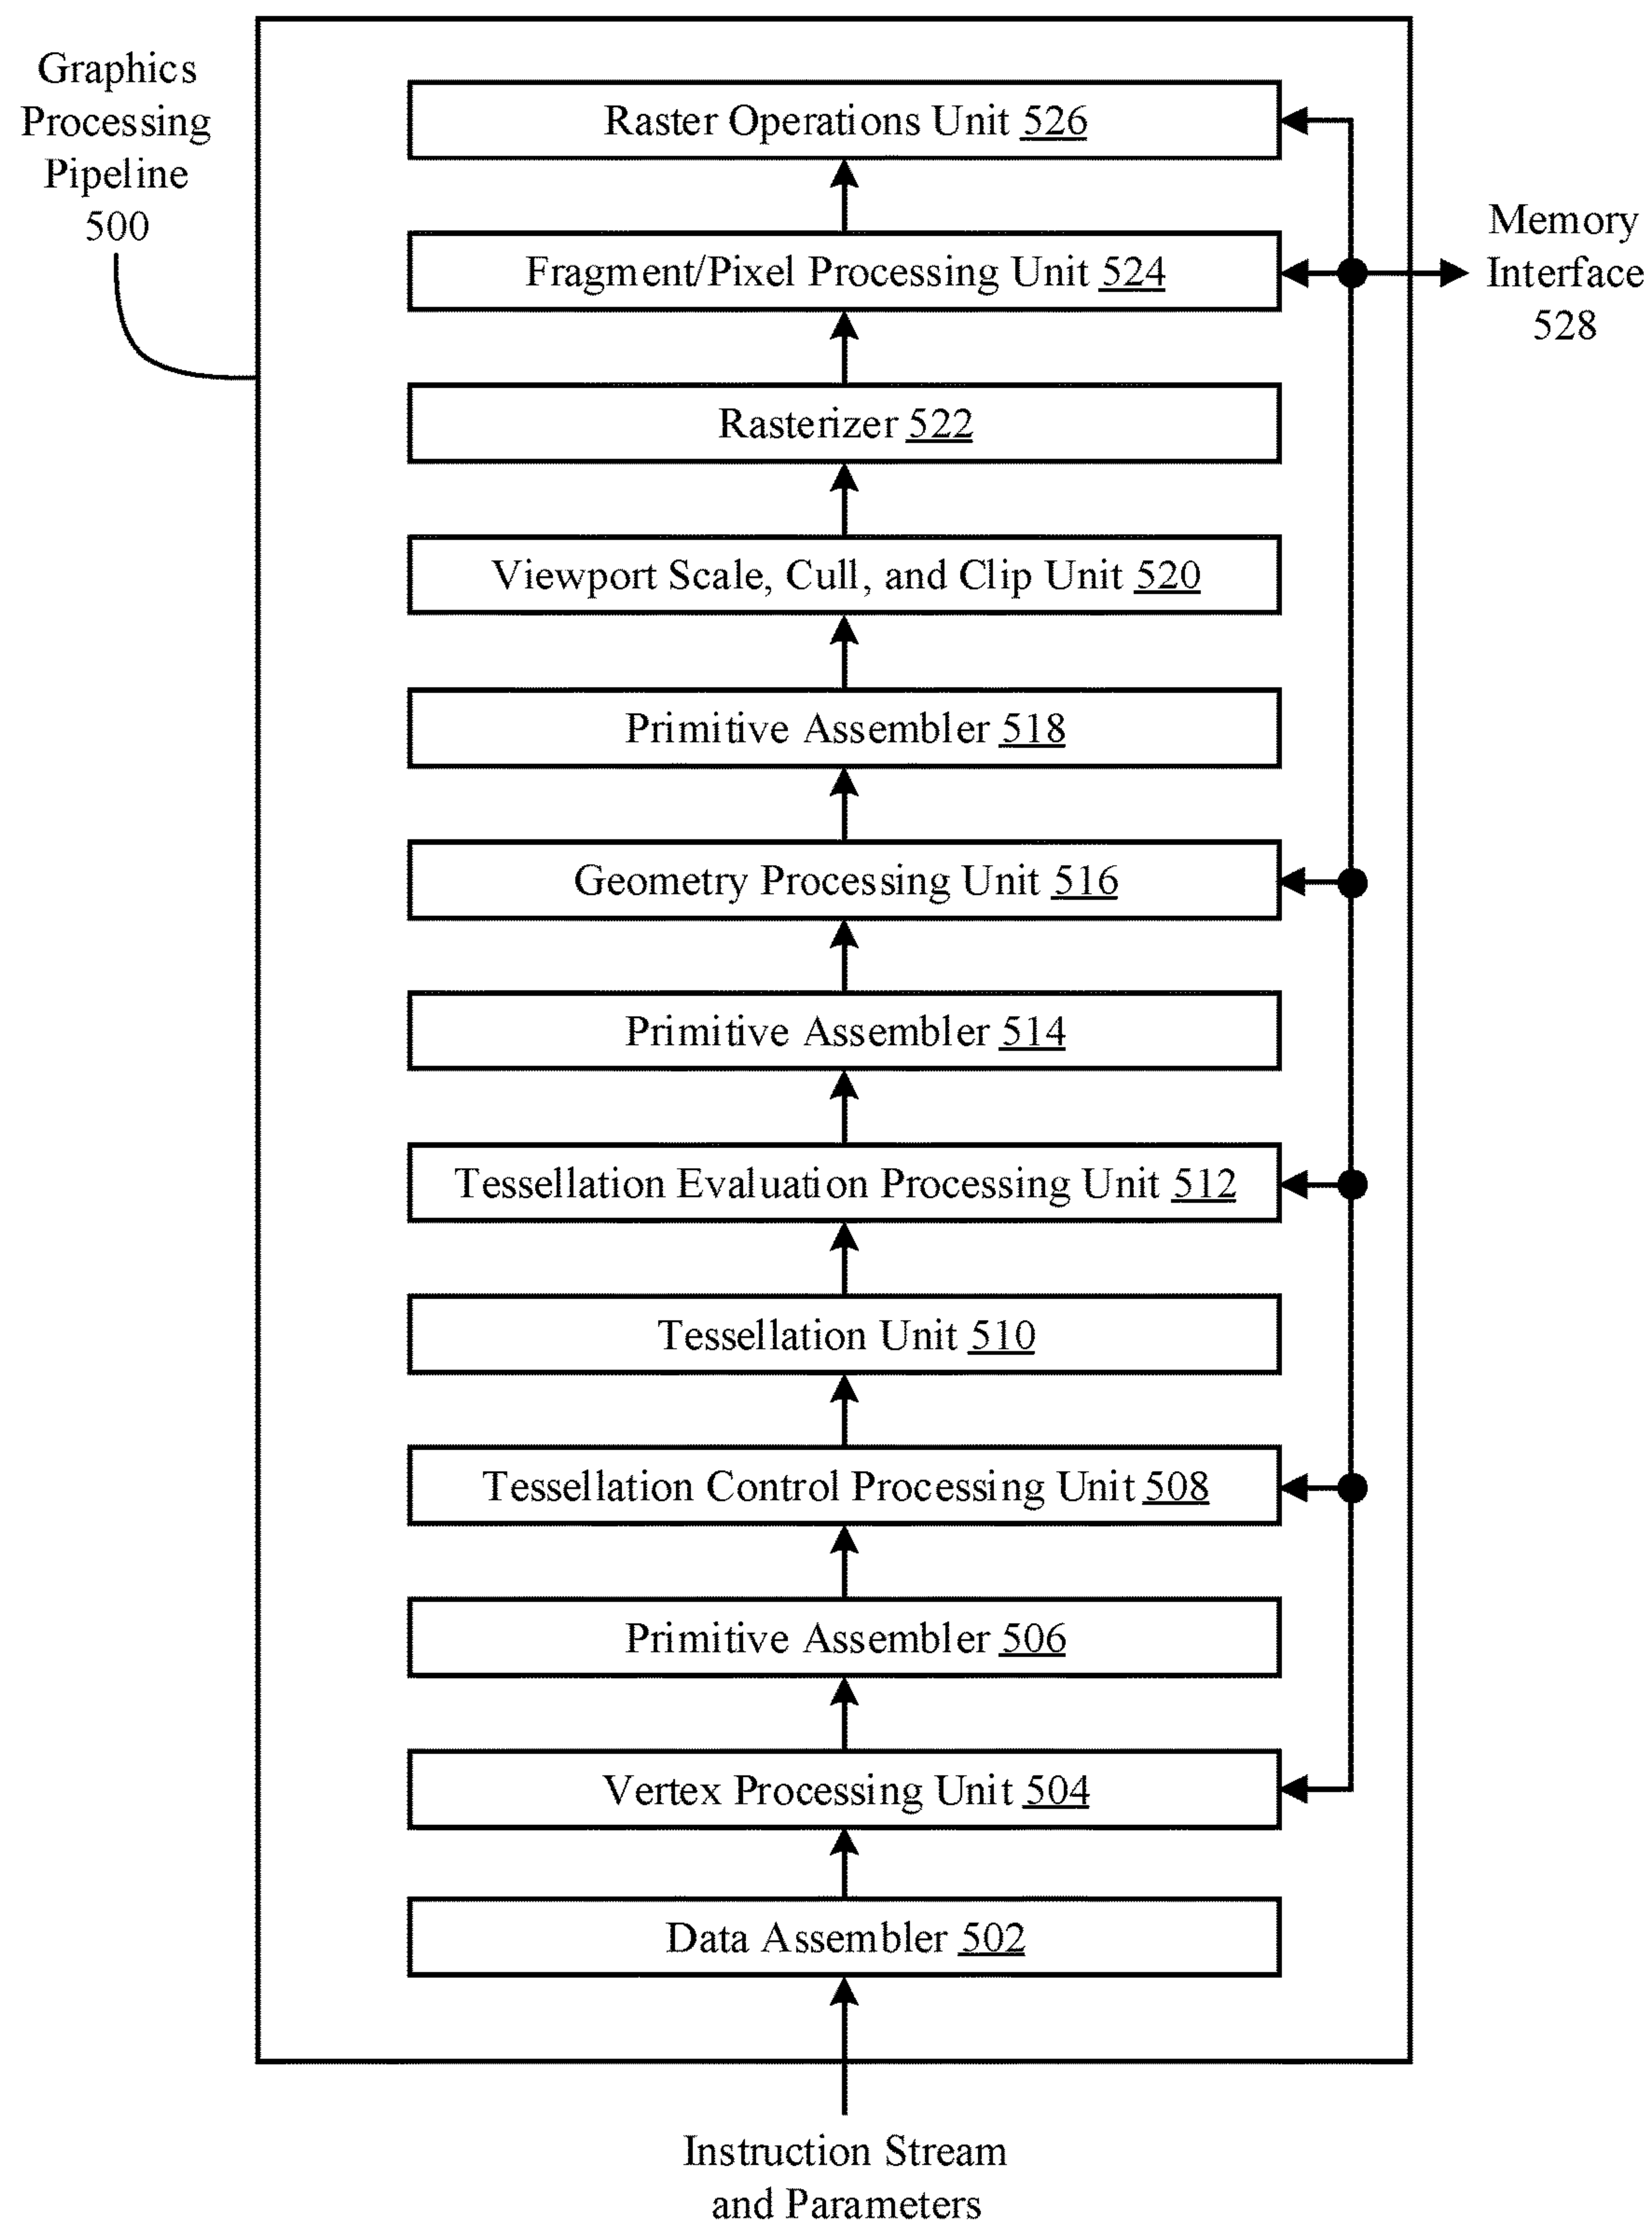 Graphics
Processing
Pipeline
500
Raster Operations Unit 526
Fragment/Pixel Processing Unit 524
Memory
Interface
528
Rasterizer 522
Viewport Scale, Cull, and Clip Unit 520
Primitive Assembler 518
Geometry Processing Unit 516
Primitive Assembler 514
Tessellation Evaluation Processing Unit 512
Tessellation Unit 510
Tessellation Control Processing Unit 508
Primitive Assembler 506
Vertex Processing Unit 504
Data Assembler 502
Instruction Stream
and Parameters